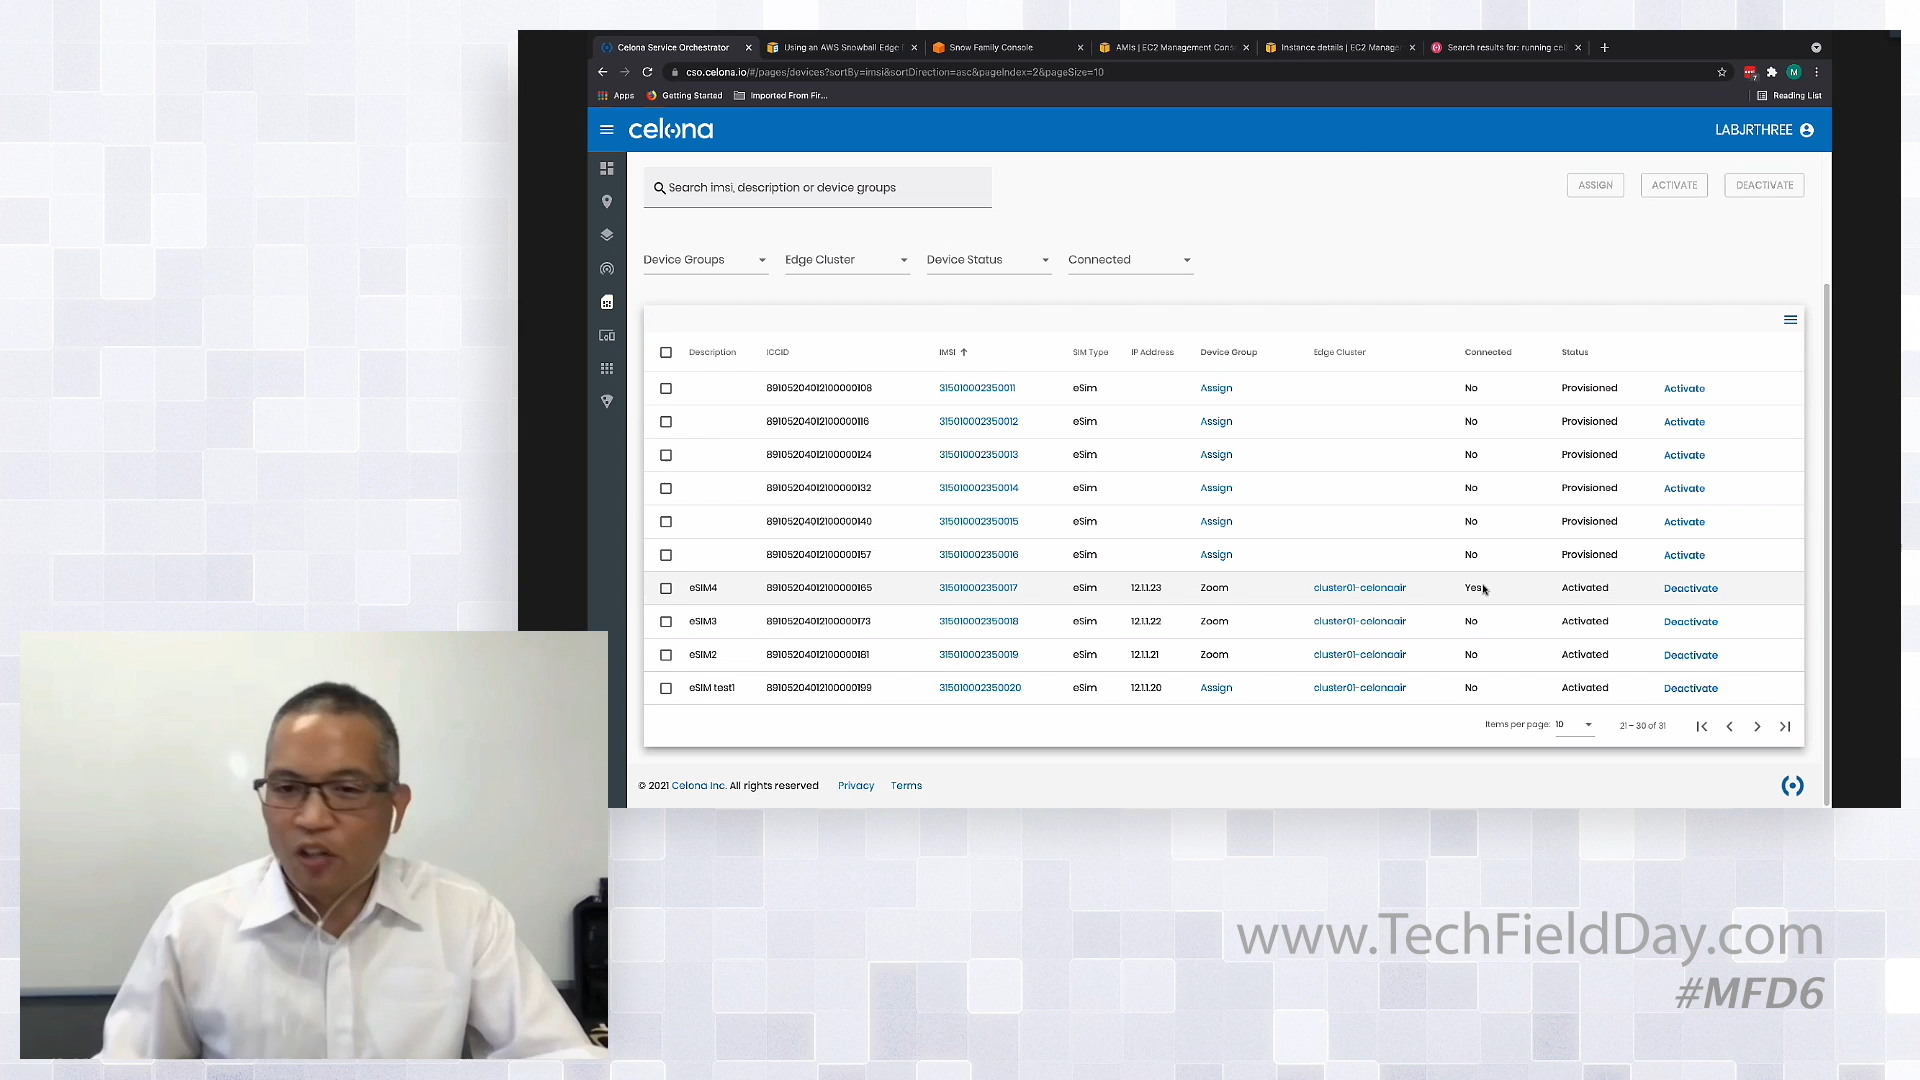 Celona Service Orchestrator
Using an AWS Snowball Edge
Snow Family Console
AMIs | EC2 Management Cons
Instance details | EC2 Manage
Search results for: running ce
cso.celona.io/#/pages/devices?sortBy=imsi&sortDirection=asc&pageIndex=2&pageSize=10
M
Apps
Getting Started
Imported From Fir...
Reading List
celona
LABJRTHREE
Search imsi, description or device groups
ASSIGN
ACTIVATE
DEACTIVATE
Device Groups
Edge Cluster
Device Status
Connected
Description ICCID IMSI SIM Type IP Address Device Group Edge Cluster Connected Status
8910520401210000108 315010002350011 eSim Assign No Provisioned Activate
8910520401210000116 315010002350012 eSim Assign No Provisioned Activate
8910520401210000124 315010002350013 eSim Assign No Provisioned Activate
8910520401210000132 315010002350014 eSim Assign No Provisioned Activate
8910520401210000140 315010002350015 eSim Assign No Provisioned Activate
8910520401210000157 315010002350016 eSim Assign No Provisioned Activate
eSIM4 8910520401210000165 315010002350017 eSim 12.1.1.23 Zoom cluster01-celonaair Yes Activated Deactivate
eSIM3 8910520401210000173 315010002350018 eSim 12.1.1.22 Zoom cluster01-celonaair No Activated Deactivate
eSIM2 8910520401210000181 315010002350019 eSim 12.1.1.21 Zoom cluster01-celonaair No Activated Deactivate
eSIM test1 8910520401210000199 315010002350020 eSim 12.1.1.20 Assign cluster01-celonaair No Activated Deactivate
Items per page: 10 21 – 30 of 31
© 2021 Celona Inc. All rights reserved Privacy Terms
www.TechFieldDay.com
#MFD6